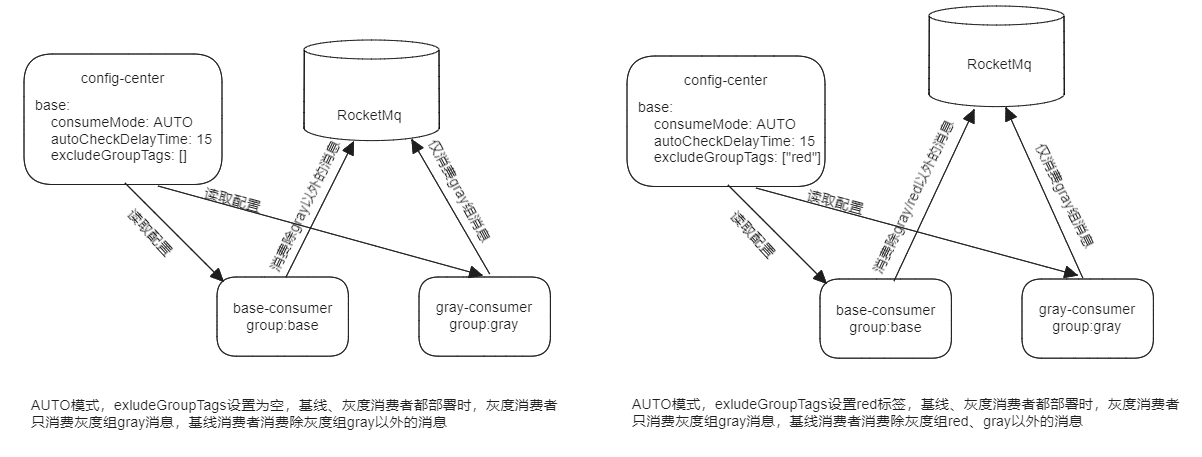 config-center
base:
consumeMode: AUTO
autoCheckDelayTime: 15
excludeGroupTags: []
RocketMq
读取配置
读取配置
消费除gray以外的消息
仅消费gray组消息
base-consumer
group:base
gray-consumer
group:gray
AUTO模式，exludeGroupTags设置为空，基线、灰度消费者都部署时，灰度消费者
只消费灰度组gray消息，基线消费者消费除灰度组gray以外的消息
config-center
base:
consumeMode: AUTO
autoCheckDelayTime: 15
excludeGroupTags: ["red"]
RocketMq
读取配置
读取配置
消费除gray/red以外的消息
仅消费gray组消息
base-consumer
group:base
gray-consumer
group:gray
AUTO模式，exludeGroupTags设置red标签，基线、灰度消费者都部署时，灰度消费者
只消费灰度组gray消息，基线消费者消费除灰度组red、gray以外的消息